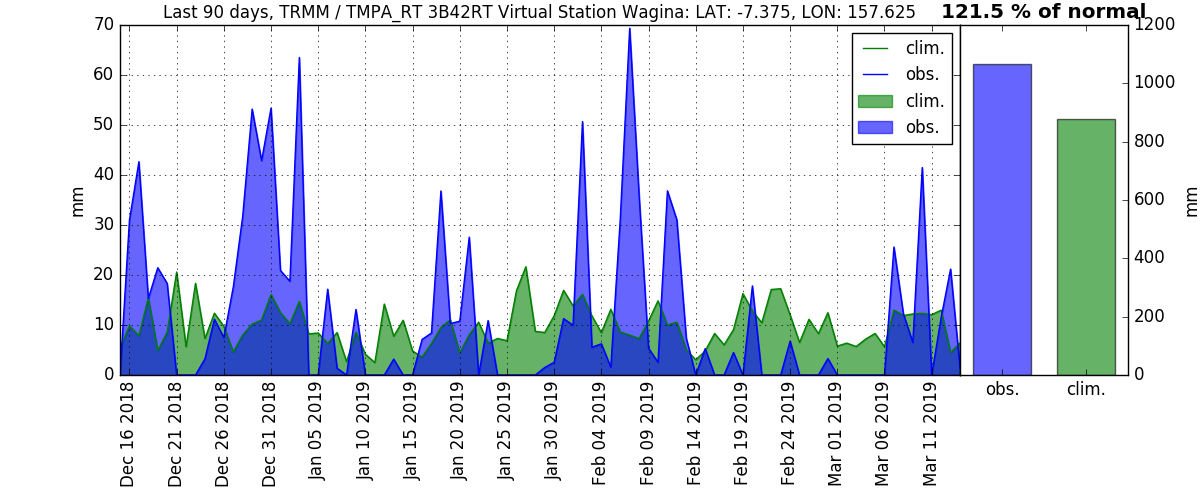 Last 90 days, TRMM / TMPA_RT 3B42RT Virtual Station Wagina: LAT: -7.375, LON: 157.625
121.5 % of normal
70
60
50
40
30
20
10
0
mm
clim.
obs.
clim.
obs.
1200
1000
800
600
400
200
0
mm
obs.
clim.
Dec 16 2018
Dec 21 2018
Dec 26 2018
Dec 31 2018
Jan 05 2019
Jan 10 2019
Jan 15 2019
Jan 20 2019
Jan 25 2019
Jan 30 2019
Feb 04 2019
Feb 09 2019
Feb 14 2019
Feb 19 2019
Feb 24 2019
Mar 01 2019
Mar 06 2019
Mar 11 2019